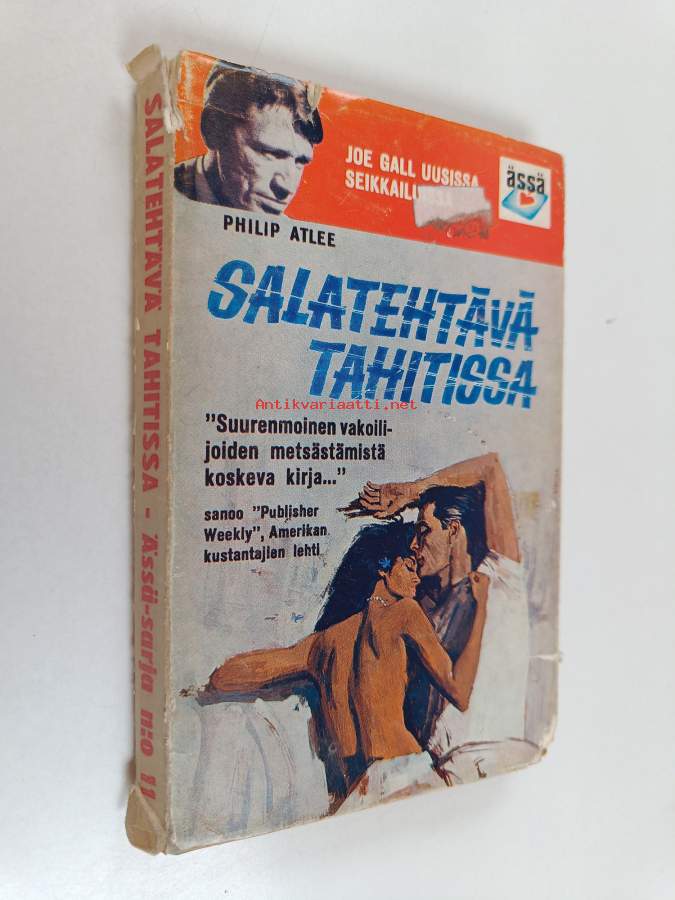 SALATEHTÄVÄ TAHITISSA - Ässä-sarja n:o 11
JOE GALL UUSISSA
ässä
PHILIP ATLEE
SALATEHTÄVÄ
TAHITISSA
Antikvariaatti.net
"Suurenmoinen vakoili-
joiden metsästämistä
koskeva kirja..."
sanoo "Publisher
Weekly", Amerikan
kustantajien lehti